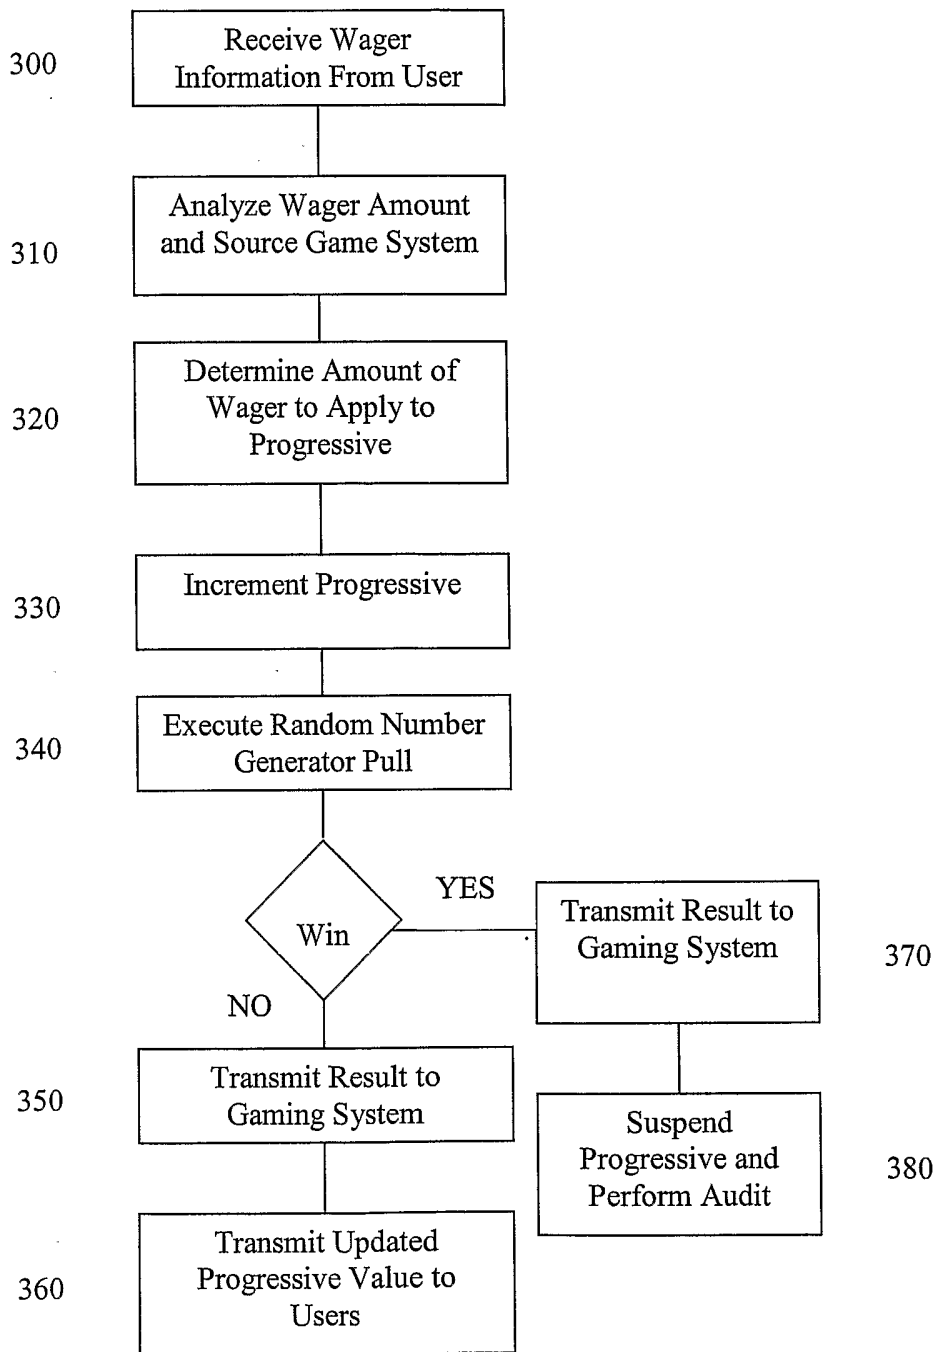 300
Receive Wager
Information From User
310
Analyze Wager Amount
and Source Game System
320
Determine Amount of
Wager to Apply to
Progressive
330
Increment Progressive
340
Execute Random Number
Generator Pull
Win
YES
Transmit Result to
Gaming System
370
NO
350
Transmit Result to
Gaming System
Suspend
Progressive and
Perform Audit
380
360
Transmit Updated
Progressive Value to
Users